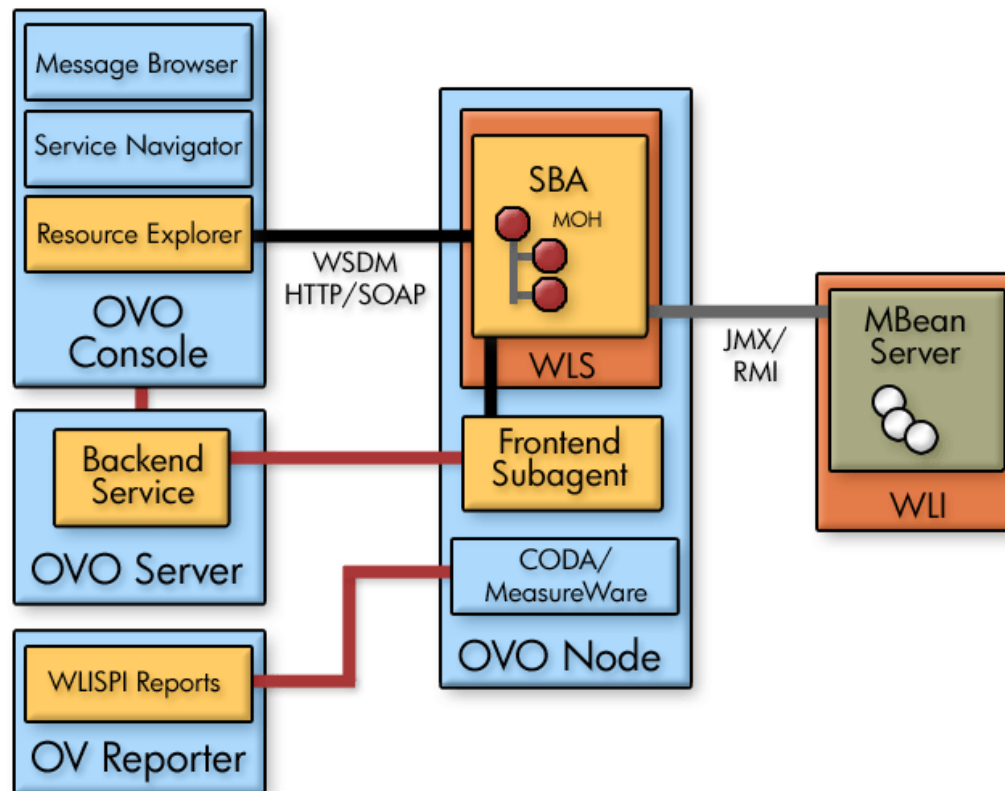 Message Browser
Service Navigator
Resource Explorer
OVO
Console
WSDM
HTTP/SOAP
SBA
MOH
WLS
JMX/
RMI
MBean
Server
WLI
Backend
Service
OVO Server
Frontend
Subagent
CODA/
MeasureWare
OVO Node
WLISPI Reports
OV Reporter